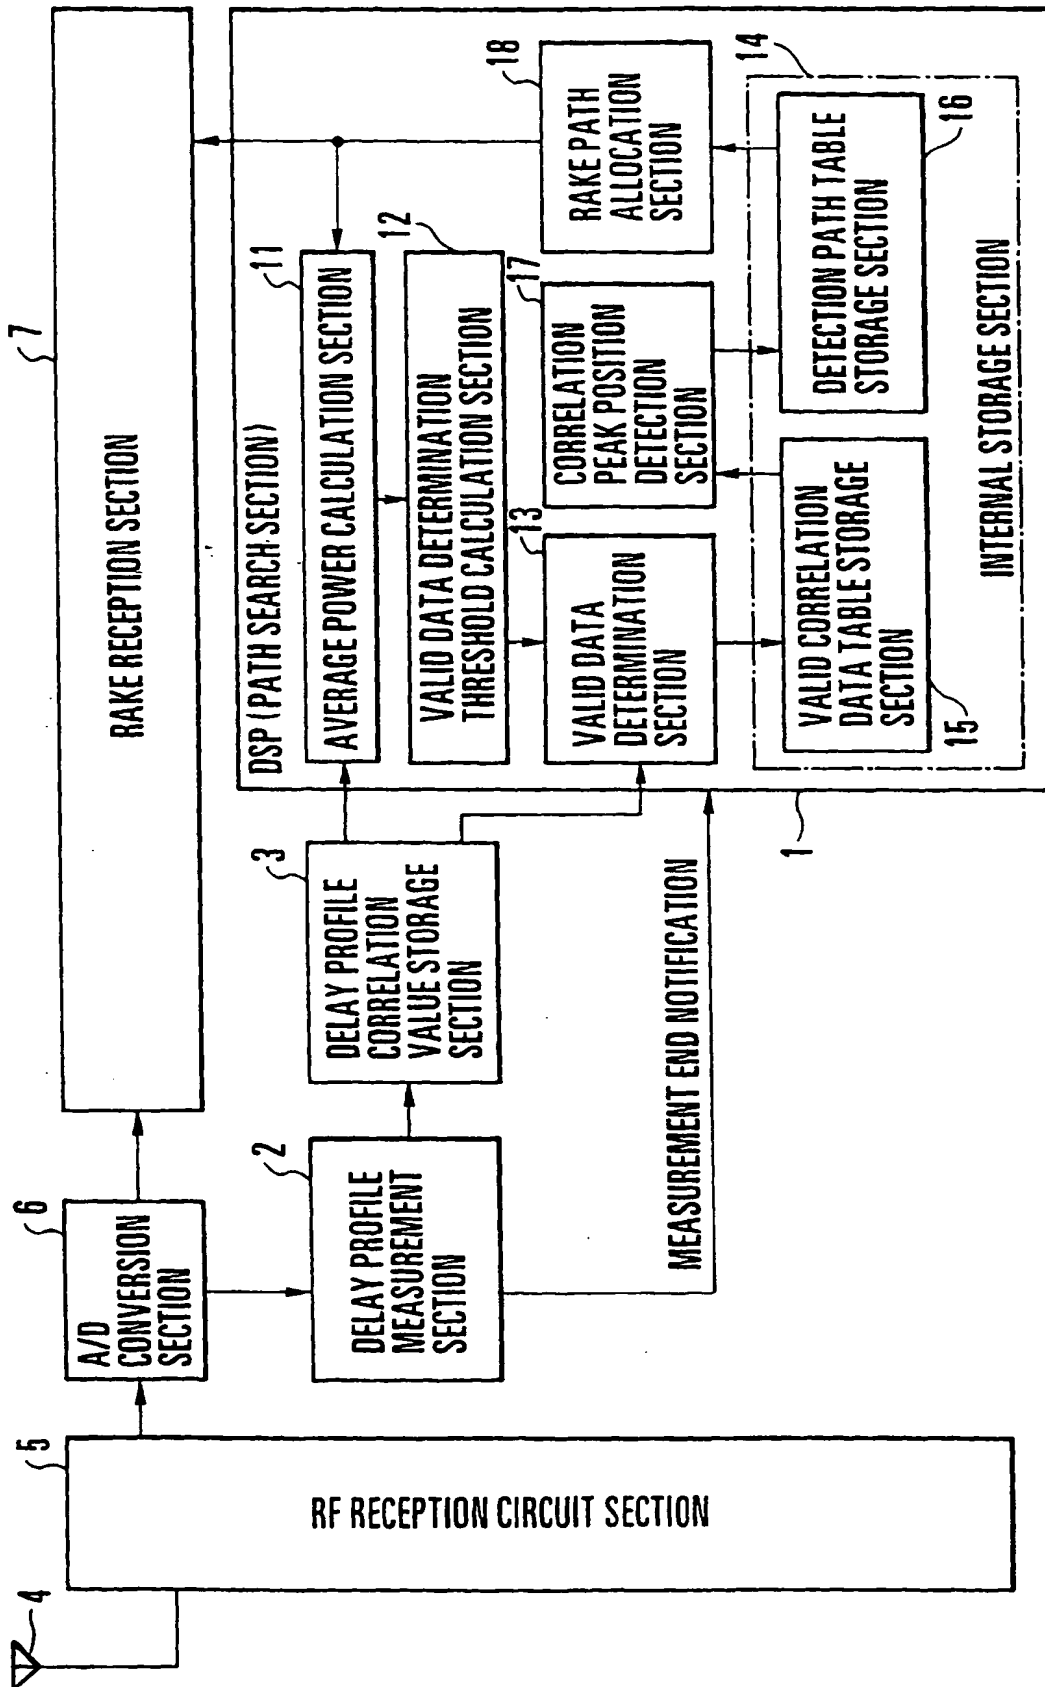 4
5
RF RECEPTION CIRCUIT SECTION
6
A/D
CONVERSION
SECTION
7
RAKE RECEPTION SECTION
2
DELAY PROFILE
MEASUREMENT
SECTION
3
DELAY PROFILE
CORRELATION
VALUE STORAGE
SECTION
MEASUREMENT END NOTIFICATION
1
DSP (PATH SEARCH SECTION)
11
AVERAGE POWER CALCULATION SECTION
12
VALID DATA DETERMINATION
THRESHOLD CALCULATION SECTION
13
VALID DATA
DETERMINATION
SECTION
17
CORRELATION
PEAK POSITION
DETECTION
SECTION
18
RAKE PATH
ALLOCATION
SECTION
14
15
VALID CORRELATION
DATA TABLE STORAGE
SECTION
16
DETECTION PATH TABLE
STORAGE SECTION
INTERNAL STORAGE SECTION